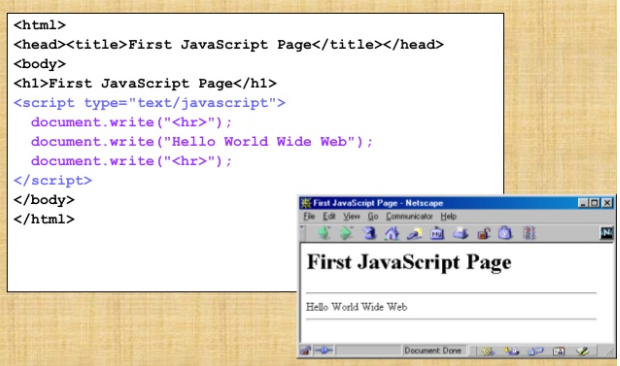 <html>
<head><title>First JavaScript Page</title></head>
<body>
<h1>First JavaScript Page</h1>
<script type="text/javascript">
  document.write("<hr>");
  document.write("Hello World Wide Web");
  document.write("<hr>");
</script>
</body>
</html>
First JavaScript Page - Netscape
File Edit View Go Communicator Help
First JavaScript Page
Hello World Wide Web
Document: Done